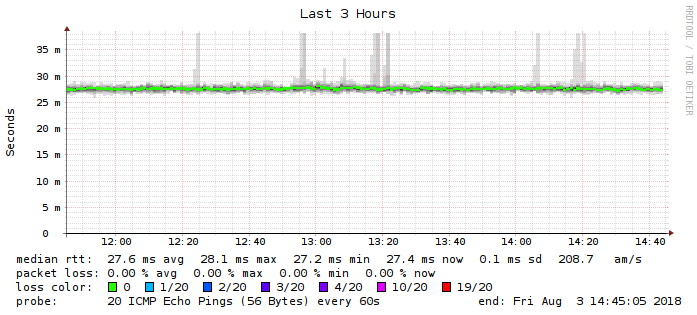 Last 3 Hours
RRDTOOL / TOBI OETIKER
Seconds
35 m
30 m
25 m
20 m
15 m
10 m
5 m
0
12:00 12:20 12:40 13:00 13:20 13:40 14:00 14:20 14:40
median rtt: 27.6 ms avg 28.1 ms max 27.2 ms min 27.4 ms now 0.1 ms sd 208.7 am/s
packet loss: 0.00 % avg 0.00 % max 0.00 % min 0.00 % now
loss color: 0 1/20 2/20 3/20 4/20 10/20 19/20
probe: 20 ICMP Echo Pings (56 Bytes) every 60s end: Fri Aug 3 14:45:05 2018